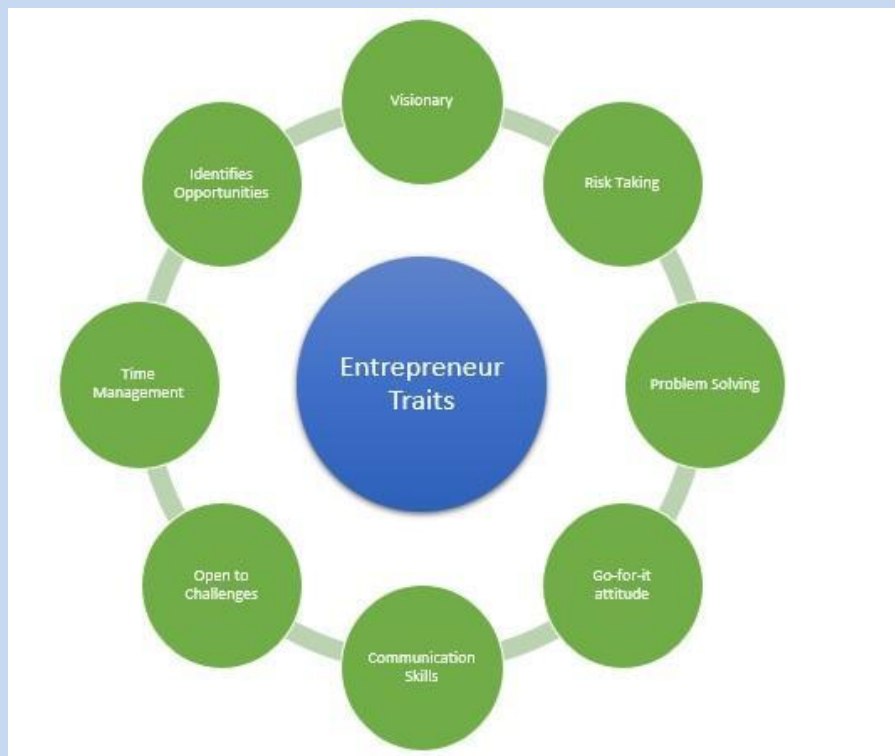 Visionary
Risk Taking
Problem Solving
Go-for-it
attitude
Communication
Skills
Open to
Challenges
Time
Management
Identifies
Opportunities
Entrepreneur
Traits